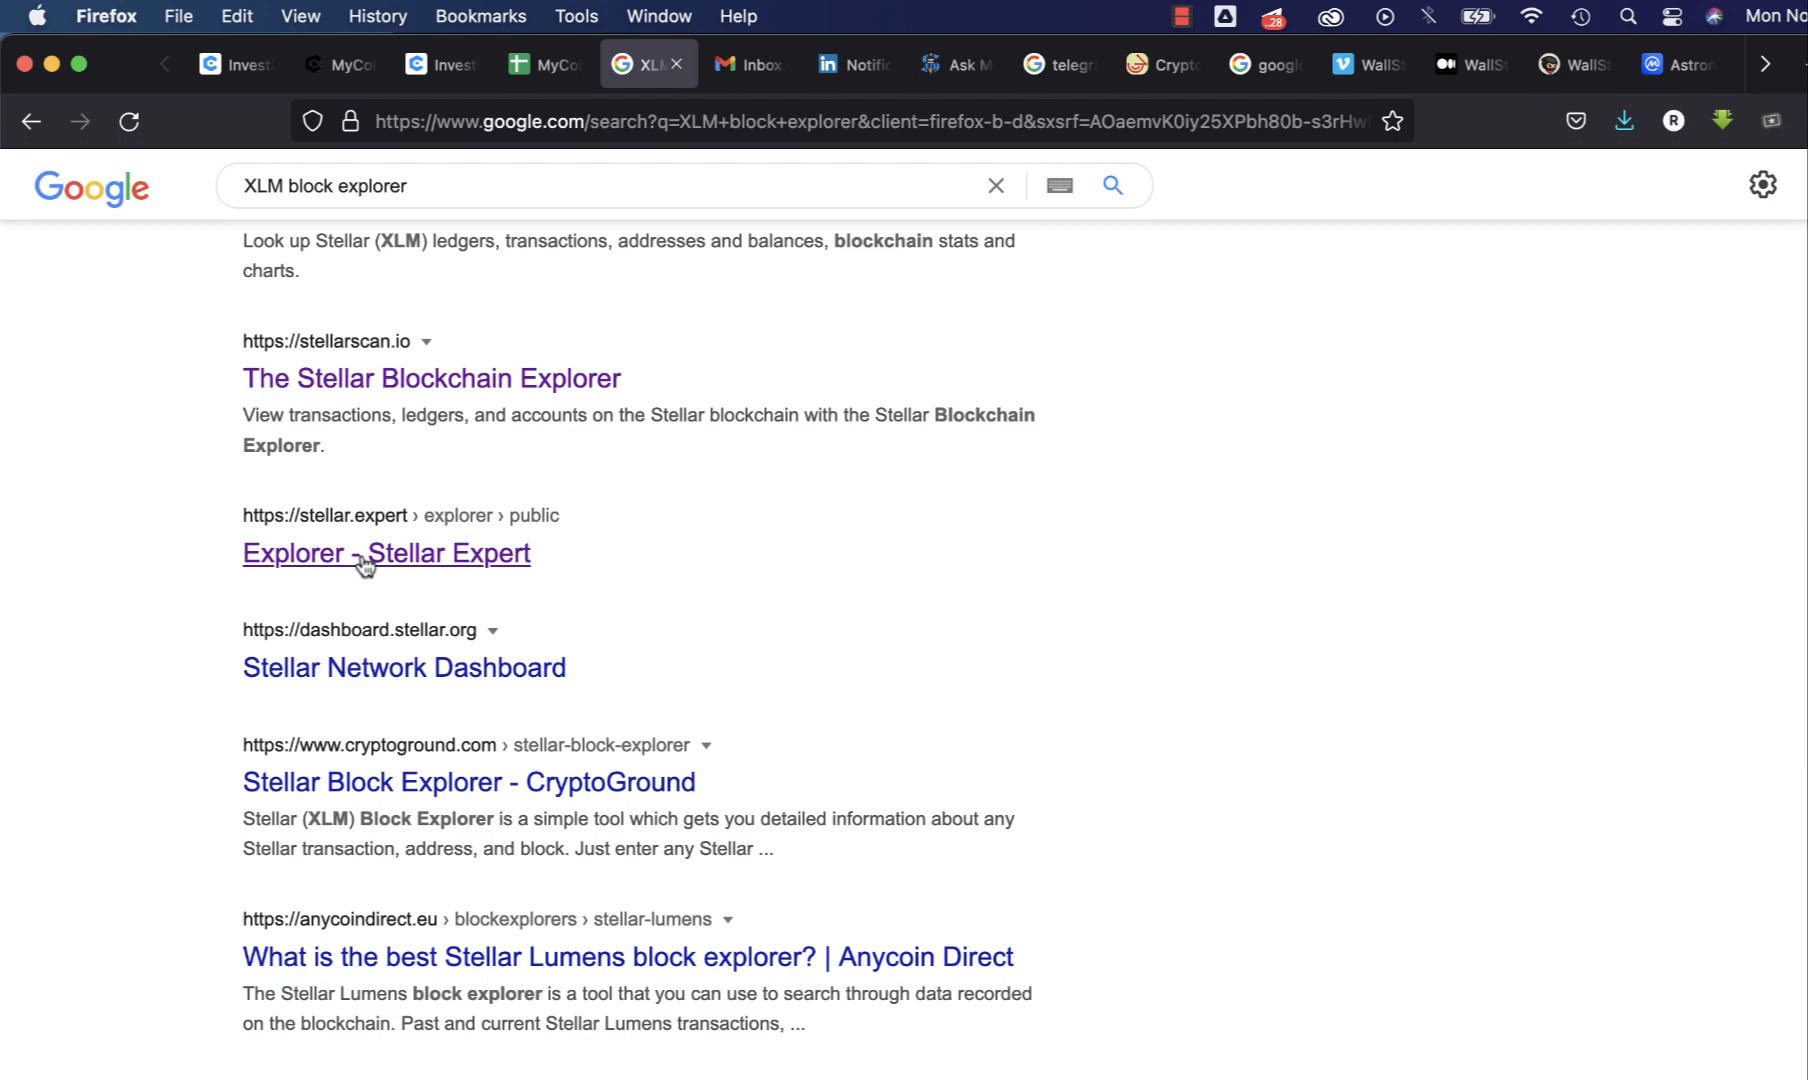 Firefox File Edit View History Bookmarks Tools Window Help 28 Mon No
Invest MyCoi Invest MyCoi XLM Inbox Notific Ask M telegr Crypto google WallSt WallSt WallSt Astron
https://www.google.com/search?q=XLM+block+explorer&client=firefox-b-d&sxsrf=AOaemvK0iy25XPbh80b-s3rHw
Google XLM block explorer
Look up Stellar (XLM) ledgers, transactions, addresses and balances, blockchain stats and
charts.
https://stellarscan.io
The Stellar Blockchain Explorer
View transactions, ledgers, and accounts on the Stellar blockchain with the Stellar Blockchain
Explorer.
https://stellar.expert › explorer › public
Explorer - Stellar Expert
https://dashboard.stellar.org
Stellar Network Dashboard
https://www.cryptoground.com › stellar-block-explorer
Stellar Block Explorer - CryptoGround
Stellar (XLM) Block Explorer is a simple tool which gets you detailed information about any
Stellar transaction, address, and block. Just enter any Stellar ...
https://anycoindirect.eu › blockexplorers › stellar-lumens
What is the best Stellar Lumens block explorer? | Anycoin Direct
The Stellar Lumens block explorer is a tool that you can use to search through data recorded
on the blockchain. Past and current Stellar Lumens transactions, ...